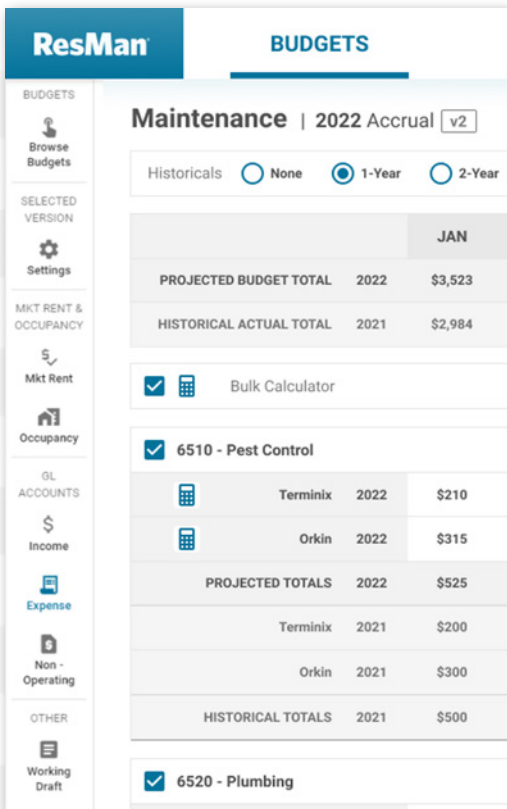 ResMan
BUDGETS
BUDGETS
Browse
Budgets
SELECTED
VERSION
Settings
MKT RENT &
OCCUPANCY
Mkt Rent
Occupancy
GL
ACCOUNTS
Income
Expense
Non -
Operating
OTHER
Working
Draft
Maintenance | 2022 Accrual v2
Historicals None 1-Year 2-Year
JAN
PROJECTED BUDGET TOTAL 2022 $3,523
HISTORICAL ACTUAL TOTAL 2021 $2,984
Bulk Calculator
6510 - Pest Control
Terminix 2022 $210
Orkin 2022 $315
PROJECTED TOTALS 2022 $525
Terminix 2021 $200
Orkin 2021 $300
HISTORICAL TOTALS 2021 $500
6520 - Plumbing